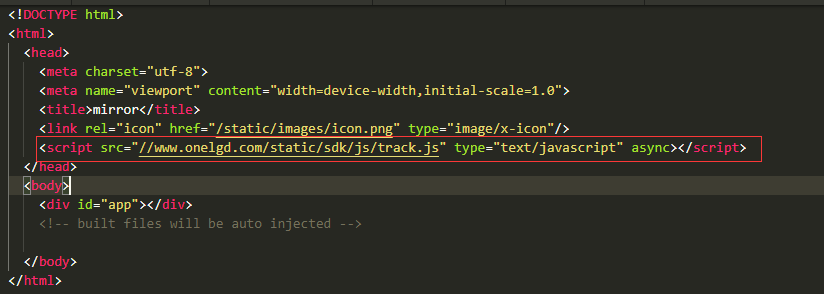 <!DOCTYPE html>
<html>
<head>
<meta charset="utf-8">
<meta name="viewport" content="width=device-width,initial-scale=1.0">
<title>mirror</title>
<link rel="icon" href="/static/images/icon.png" type="image/x-icon"/>
<script src="//www.onelgd.com/static/sdk/js/track.js" type="text/javascript" async></script>
</head>
<body>
<div id="app"></div>
<!-- built files will be auto injected -->
</body>
</html>